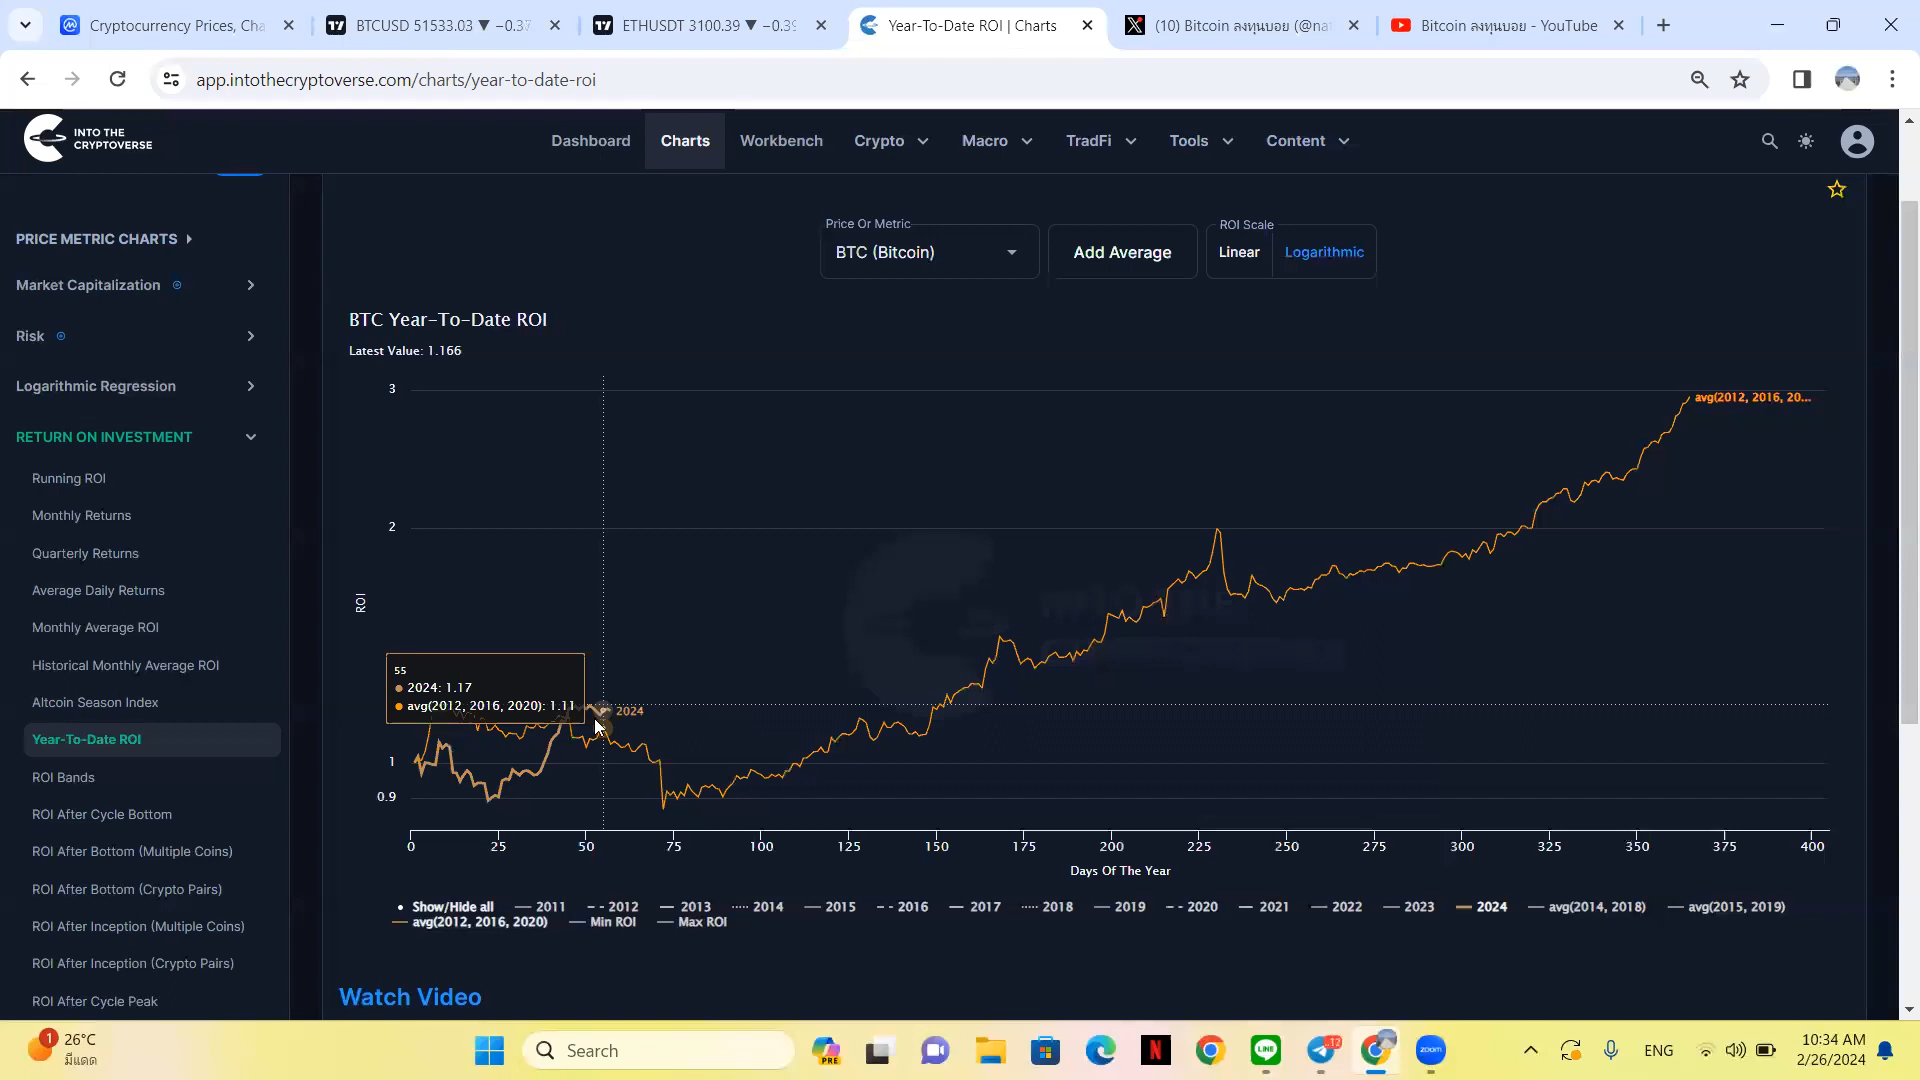 Cryptocurrency Prices, Cha
BTCUSD 51533.03 ▼ −0.37
ETHUSDT 3100.39 ▼ −0.39
Year-To-Date ROI | Charts
(10) Bitcoin ลงทุนบอย (@na
Bitcoin ลงทุนบอย - YouTube
app.intothecryptoverse.com/charts/year-to-date-roi
INTO THE
CRYPTOVERSE
Dashboard
Charts
Workbench
Crypto
Macro
TradFi
Tools
Content
PRICE METRIC CHARTS
Market Capitalization
Risk
Logarithmic Regression
RETURN ON INVESTMENT
Running ROI
Monthly Returns
Quarterly Returns
Average Daily Returns
Monthly Average ROI
Historical Monthly Average ROI
Altcoin Season Index
Year-To-Date ROI
ROI Bands
ROI After Cycle Bottom
ROI After Bottom (Multiple Coins)
ROI After Bottom (Crypto Pairs)
ROI After Inception (Multiple Coins)
ROI After Inception (Crypto Pairs)
ROI After Cycle Peak
Price Or Metric
BTC (Bitcoin)
Add Average
ROI Scale
Linear
Logarithmic
BTC Year-To-Date ROI
Latest Value: 1.166
3
2
1
0.9
ROI
avg(2012, 2016, 20...
55
2024: 1.17
avg(2012, 2016, 2020): 1.11
2024
0 25 50 75 100 125 150 175 200 225 250 275 300 325 350 375 400
Days Of The Year
Show/Hide all 2011 2012 2013 2014 2015 2016 2017 2018 2019 2020 2021 2022 2023 2024 avg(2014, 2018) avg(2015, 2019)
avg(2012, 2016, 2020) Min ROI Max ROI
Watch Video
1
26°C
มีแดด
Search
PRE
N
LINE
12
zoom
ENG
10:34 AM
2/26/2024